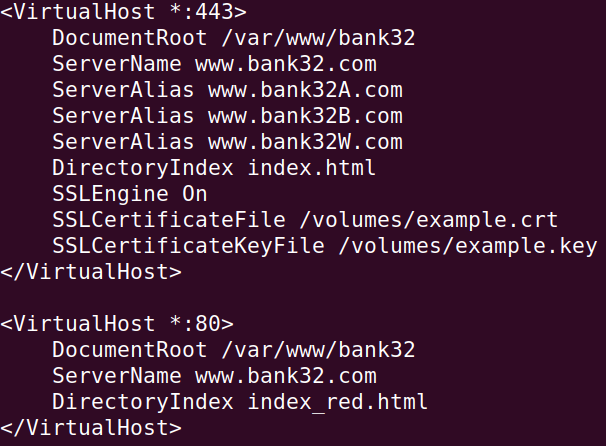 <VirtualHost *:443>
    DocumentRoot /var/www/bank32
    ServerName www.bank32.com
    ServerAlias www.bank32A.com
    ServerAlias www.bank32B.com
    ServerAlias www.bank32W.com
    DirectoryIndex index.html
    SSLEngine On
    SSLCertificateFile /volumes/example.crt
    SSLCertificateKeyFile /volumes/example.key
</VirtualHost>

<VirtualHost *:80>
    DocumentRoot /var/www/bank32
    ServerName www.bank32.com
    DirectoryIndex index_red.html
</VirtualHost>